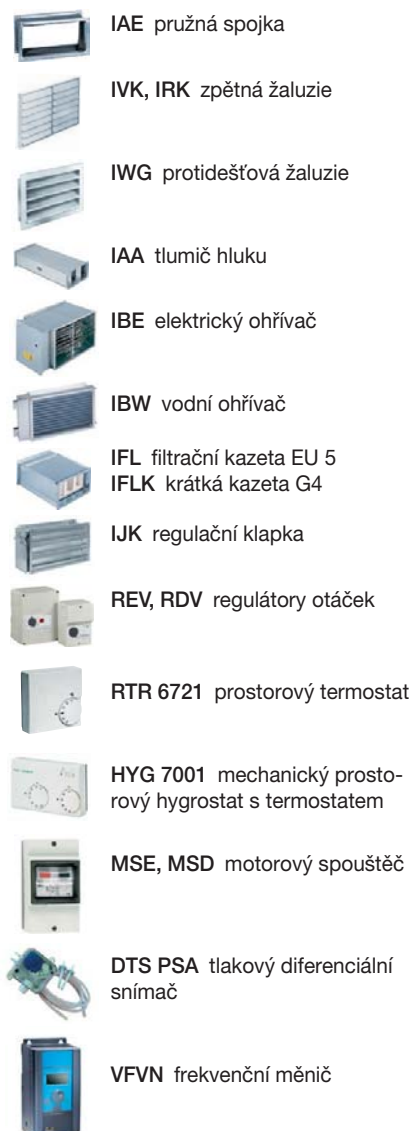 IAE pružná spojka
IVK, IRK zpětná žaluzie
IWG protidešťová žaluzie
IAA tlumič hluku
IBE elektrický ohřívač
IBW vodní ohřívač
IFL filtrační kazeta EU 5
IFLK krátká kazeta G4
IJK regulační klapka
REV, RDV regulátory otáček
RTR 6721 prostorový termostat
HYG 7001 mechanický prosto-
rový hygrostat s termostatem
MSE, MSD motorový spouštěč
DTS PSA tlakový diferenciální
snímač
VFVN frekvenční měnič